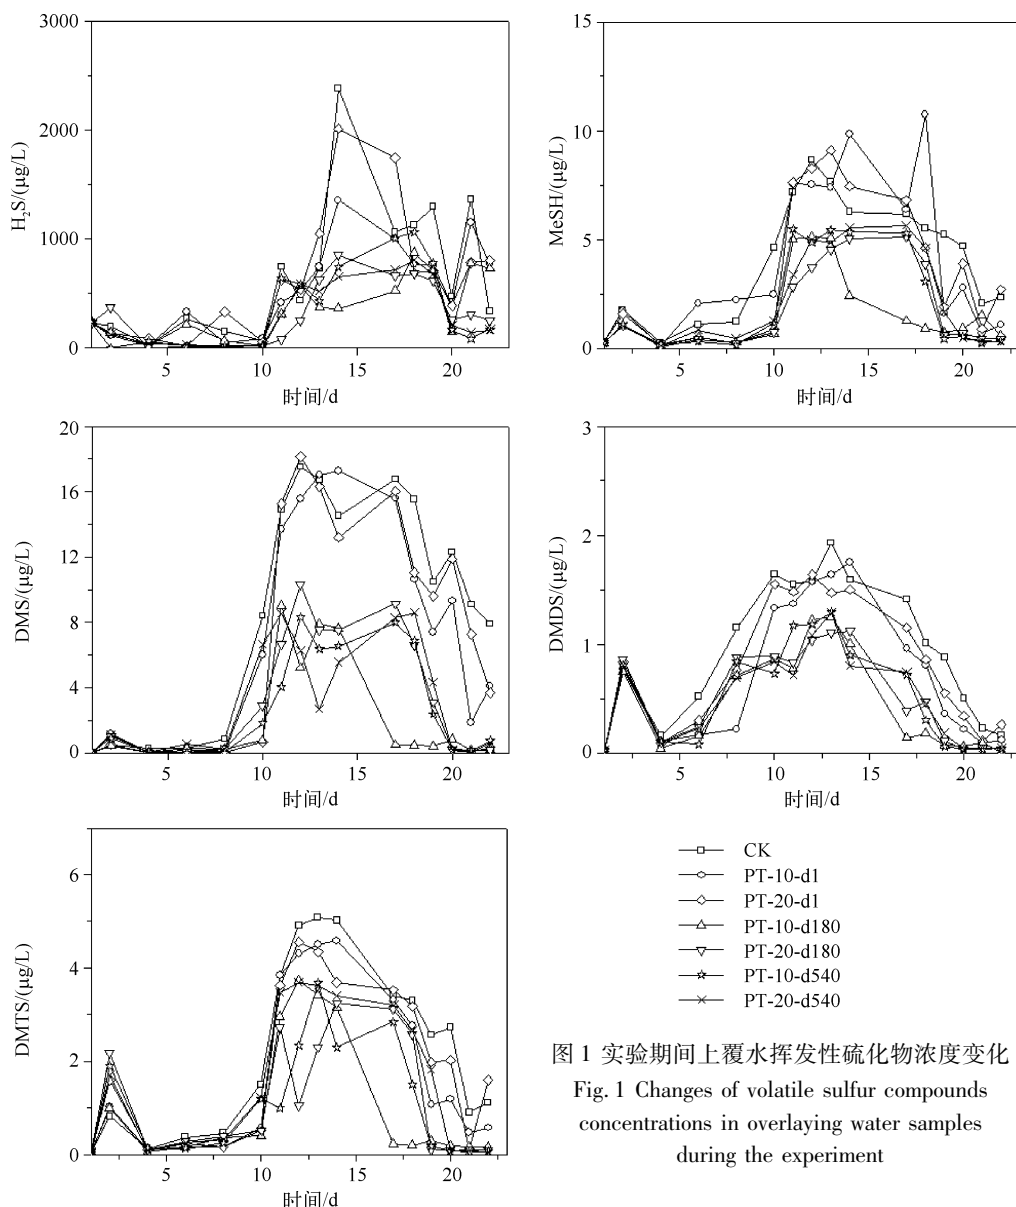 3000
2000
1000
0
H₂S/(μg/L)
5
10
15
20
时间/d
15
10
5
0
MeSH/(μg/L)
5
10
15
20
时间/d
20
16
12
8
4
0
DMS/(μg/L)
5
10
15
20
时间/d
3
2
1
0
DMDS/(μg/L)
5
10
15
20
时间/d
6
4
2
0
DMTS/(μg/L)
5
10
15
20
时间/d
CK
PT-10-d1
PT-20-d1
PT-10-d180
PT-20-d180
PT-10-d540
PT-20-d540
图 1 实验期间上覆水挥发性硫化物浓度变化
Fig. 1 Changes of volatile sulfur compounds
concentrations in overlaying water samples
during the experiment